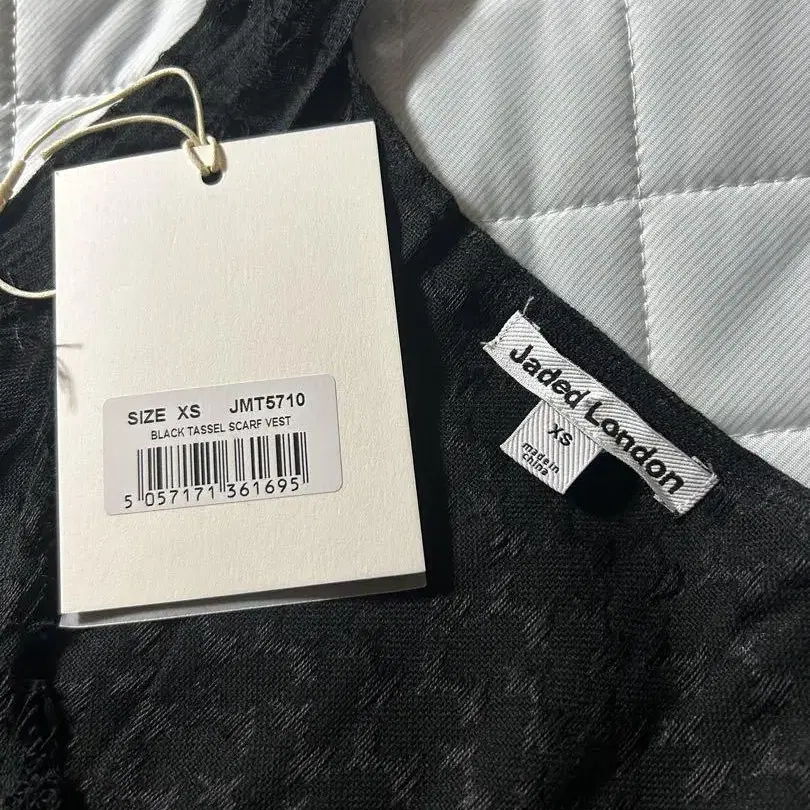 SIZE XS JMT5710
BLACK TASSEL SCARF VEST
5 057171 361695
Jaded London
XS
made in
china